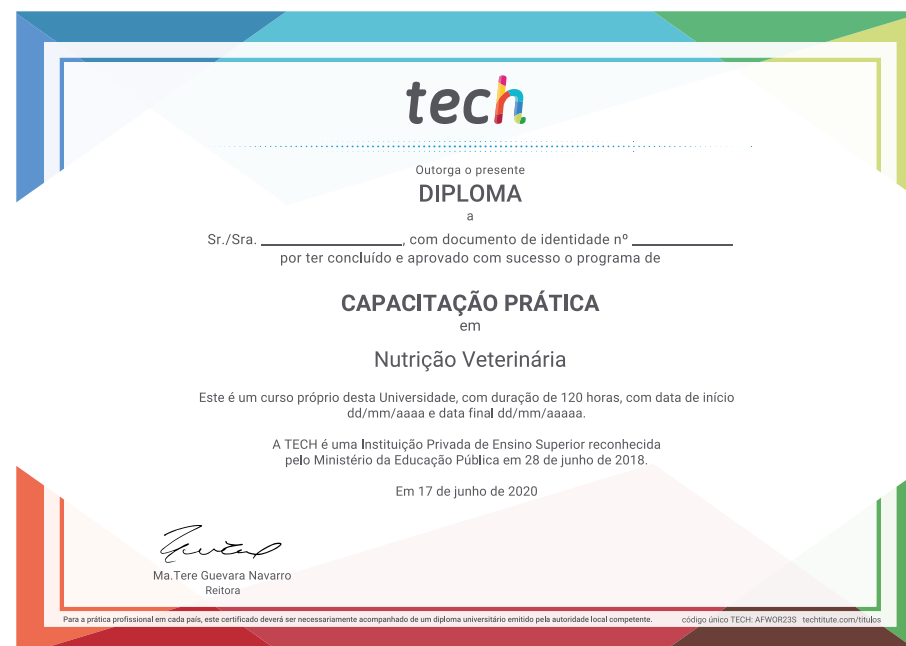 tech
Outorga o presente
DIPLOMA
a
Sr./Sra. ____________________, com documento de identidade nº ______________
por ter concluído e aprovado com sucesso o programa de
CAPACITAÇÃO PRÁTICA
em
Nutrição Veterinária
Este é um curso próprio desta Universidade, com duração de 120 horas, com data de início
dd/mm/aaaa e data final dd/mm/aaaaa.
A TECH é uma Instituição Privada de Ensino Superior reconhecida
pelo Ministério da Educação Pública em 28 de junho de 2018.
Em 17 de junho de 2020
Ma.Tere Guevara Navarro
Reitora
Para a prática profissional em cada país, este certificado deverá ser necessariamente acompanhado de um diploma universitário emitido pela autoridade local competente. código único TECH: AFWOR23S techtitute.com/titulos